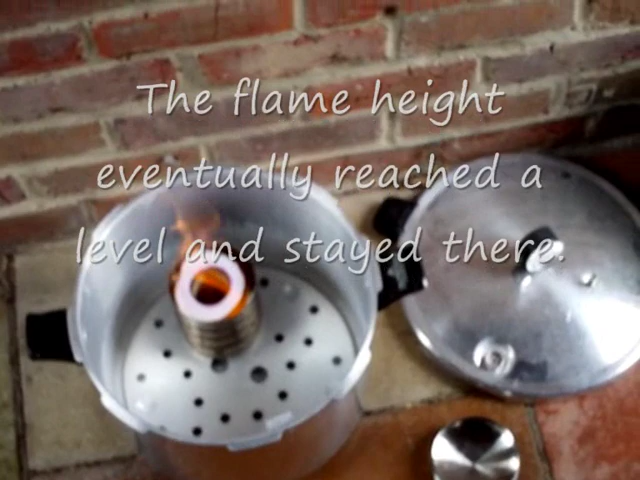 The flame height
eventually reached a
level and stayed there.